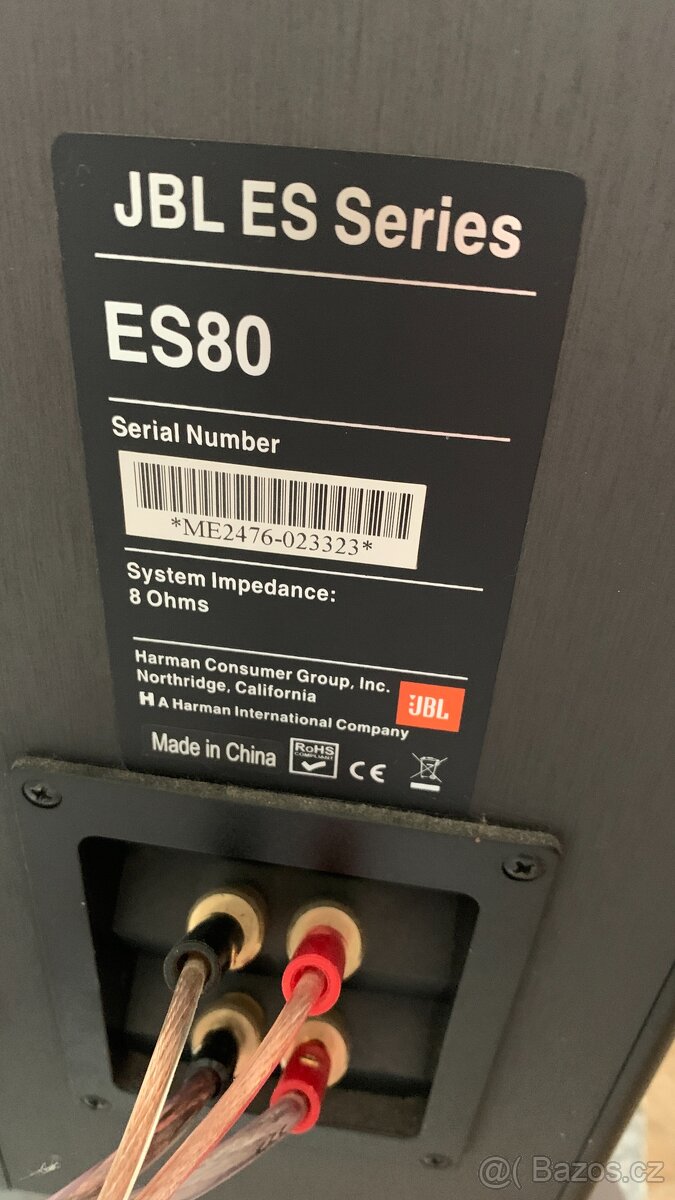 JBL ES Series
ES80
Serial Number
*ME2476-023323*
System Impedance:
8 Ohms
Harman Consumer Group, Inc.
Northridge, California
H A Harman International Company
JBL
Made in China
RoHS
COMPLIANT
CE
@( Bazos.cz